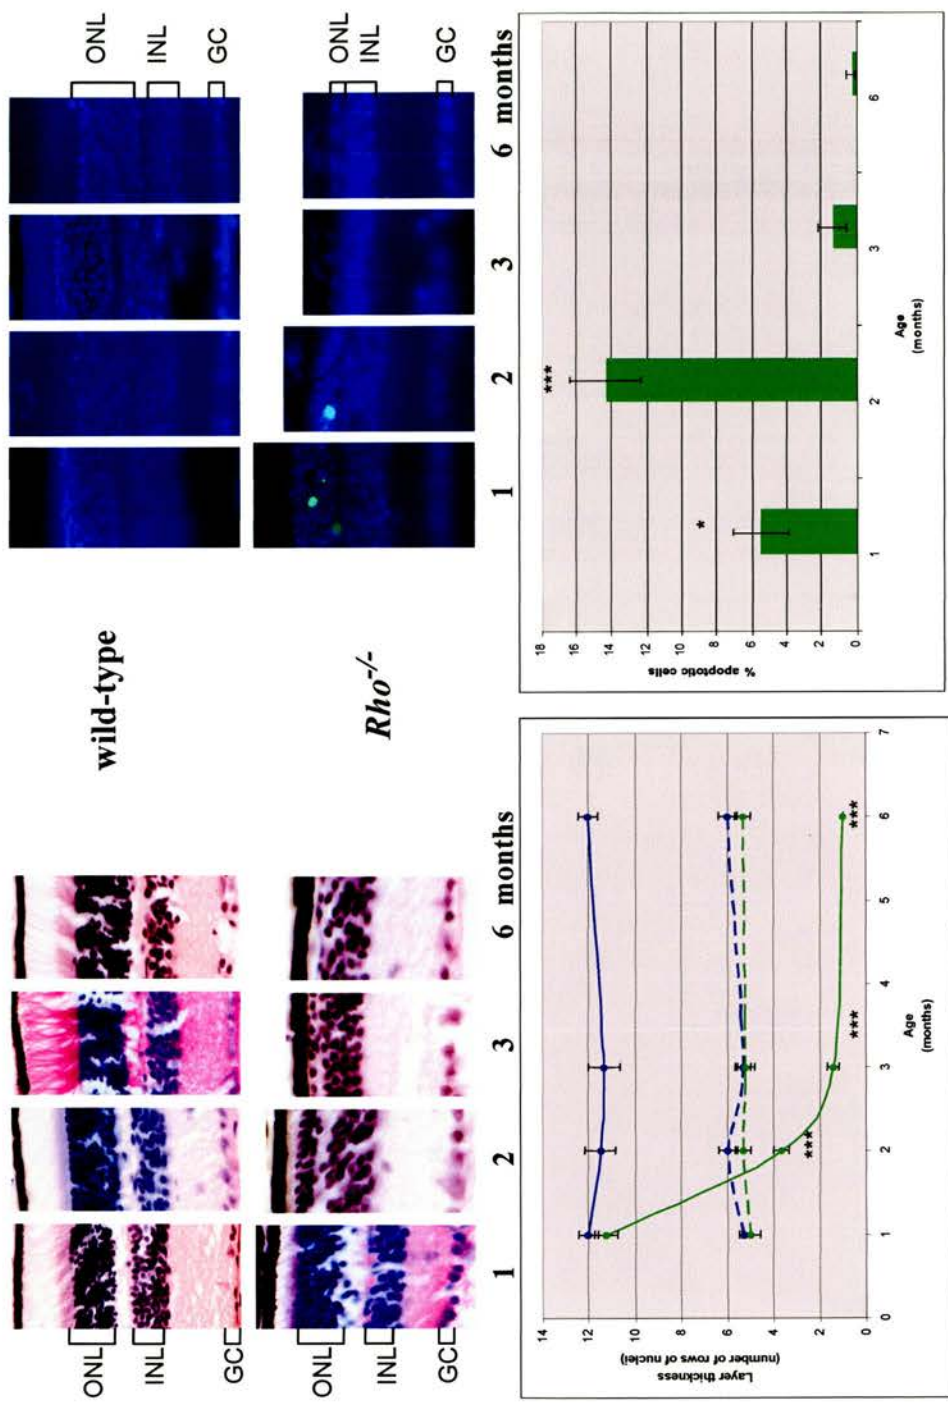 ONL
INL
GC
ONL
INL
GC
1 2 3 6 months
wild-type
Rho-/-
ONL
INL
GC
ONL
INL
GC
1 2 3 6 months
14
12
10
8
6
4
2
0
Layer thickness
(number of rows of nuclei)
***
***
***
0 1 2 3 4 5 6 7
Age
(months)
18
16
14
12
10
8
6
4
2
0
% apoptotic cells
*
***
1 2 3 6
Age
(months)